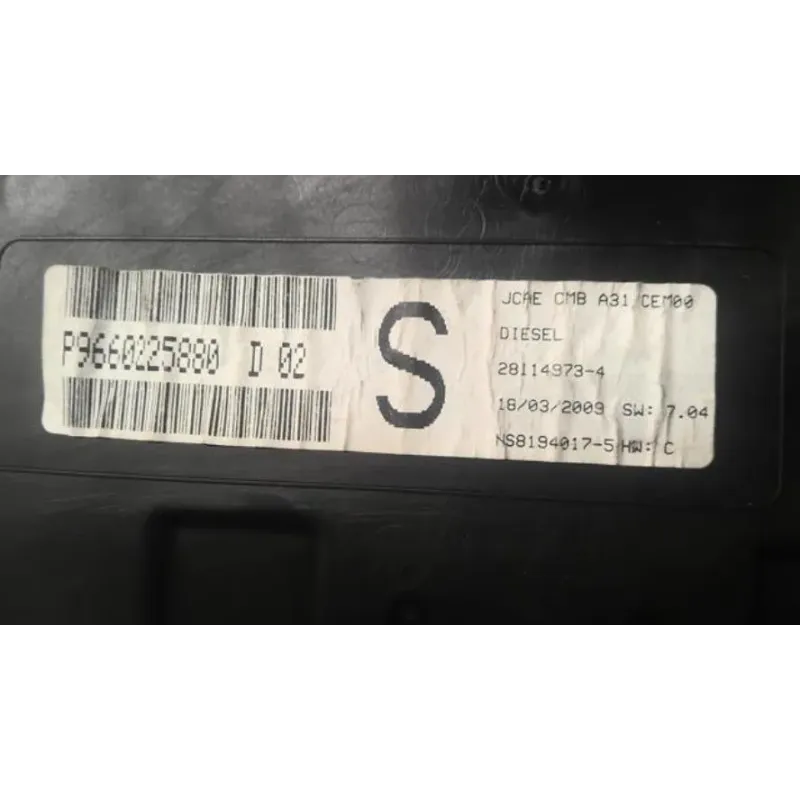 P9660225880 D 02
S
JCAE CMB A31 CEM00
DIESEL
28114973-4
18/03/2009 SW: 7.04
NS8194017-5 HW: C